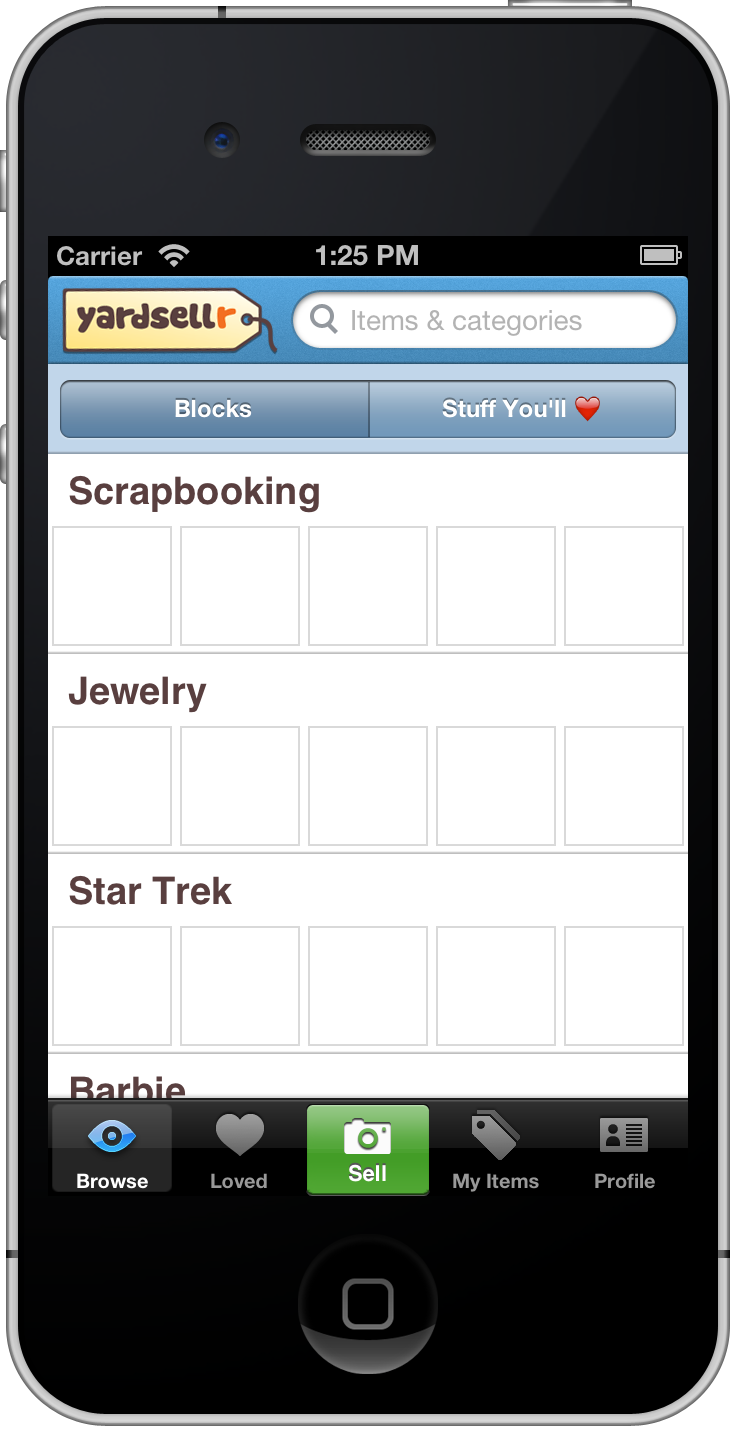 Carrier 1:25 PM
yardsellr Items & categories
Blocks Stuff You'll ❤️
Scrapbooking
Jewelry
Star Trek
Barbie
Browse Loved Sell My Items Profile